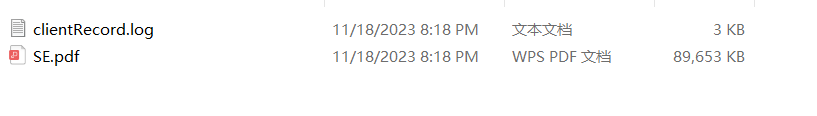 clientRecord.log 11/18/2023 8:18 PM 文本文档 3 KB
SE.pdf 11/18/2023 8:18 PM WPS PDF 文档 89,653 KB